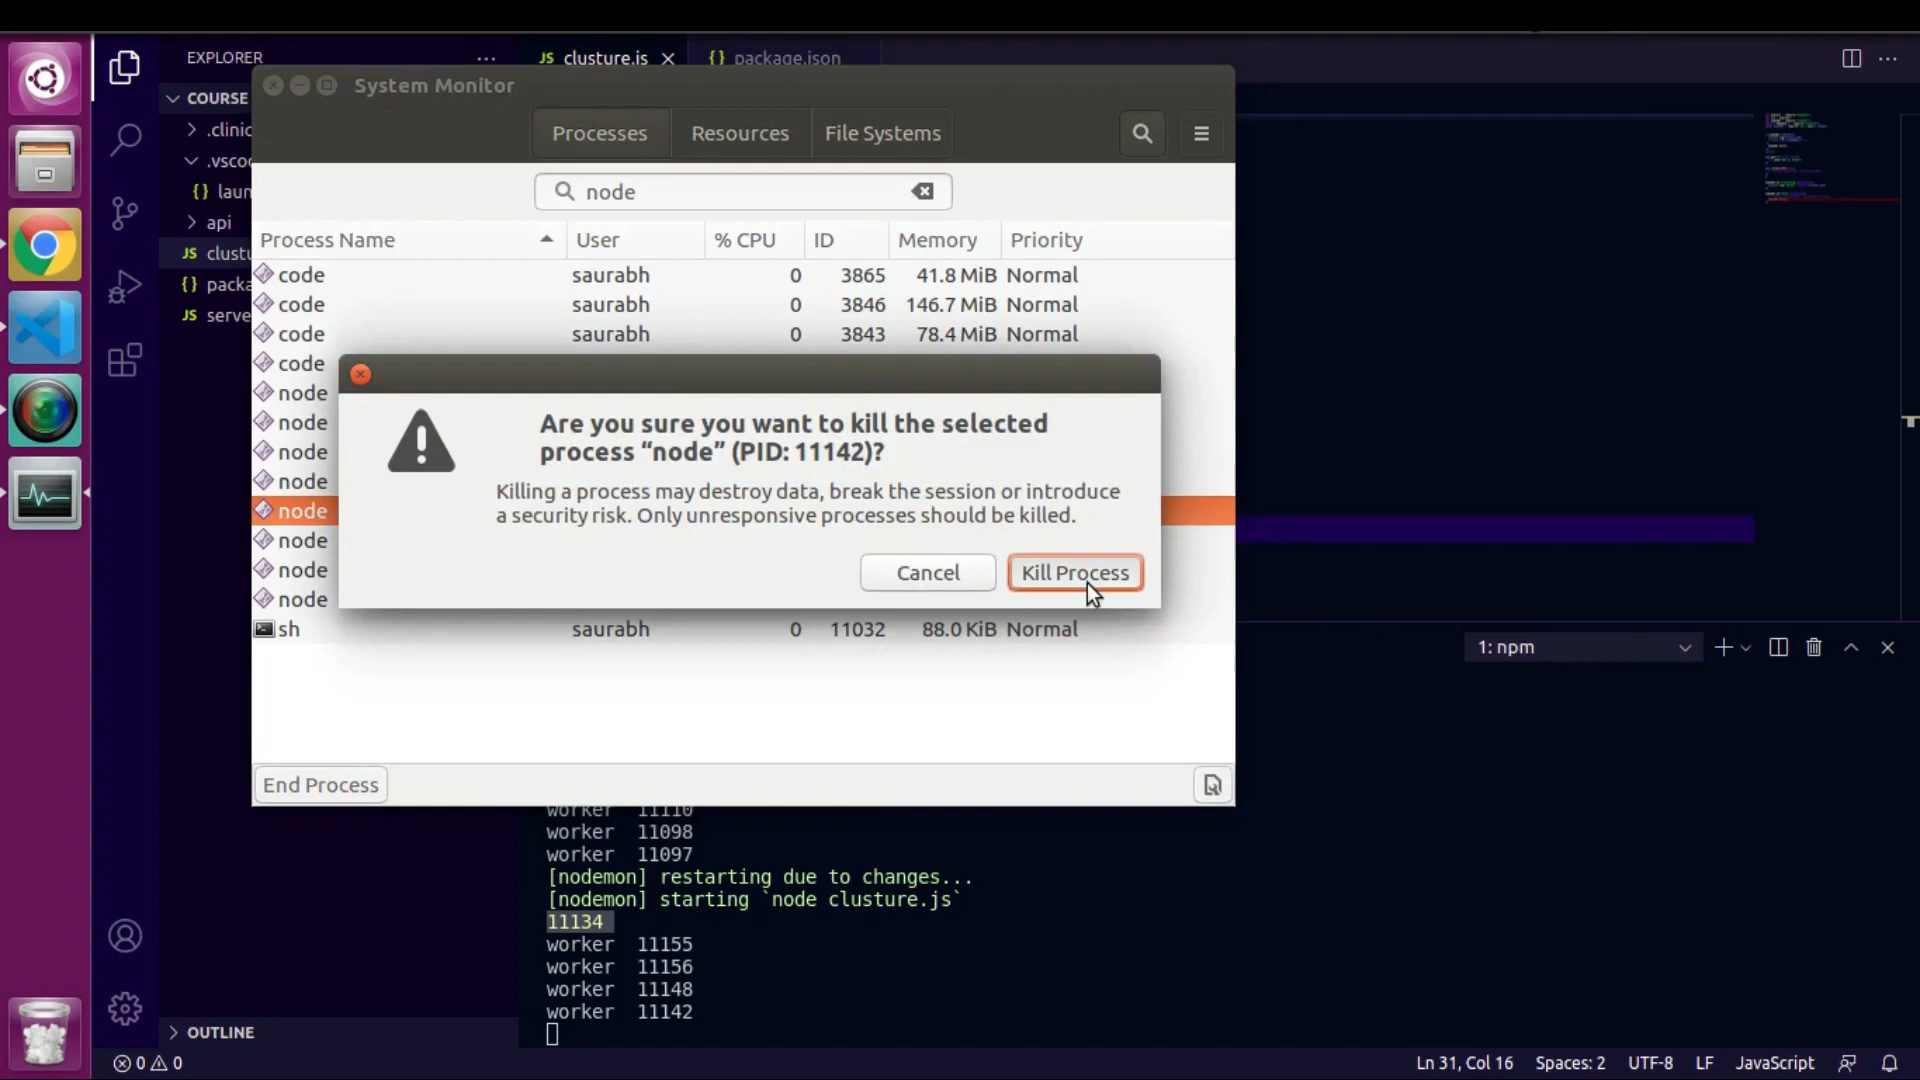 EXPLORER
···
JS clusture.js ×
{} package.json
COURSE
.clinic
.vsco
{} laun
api
JS clustu
{} packa
JS serve
System Monitor
Processes
Resources
File Systems
node
Process Name
User
% CPU
ID
Memory
Priority
code saurabh 0 3865 41.8 MiB Normal
code saurabh 0 3846 146.7 MiB Normal
code saurabh 0 3843 78.4 MiB Normal
code
node
node
node
node
node
node
node
node
sh saurabh 0 11032 88.0 KiB Normal
Are you sure you want to kill the selected
process “node” (PID: 11142)?
Killing a process may destroy data, break the session or introduce
a security risk. Only unresponsive processes should be killed.
Cancel
Kill Process
End Process
1: npm
worker 11110
worker 11098
worker 11097
[nodemon] restarting due to changes...
[nodemon] starting `node clusture.js`
11134
worker 11155
worker 11156
worker 11148
worker 11142
OUTLINE
0
0
Ln 31, Col 16
Spaces: 2
UTF-8
LF
JavaScript